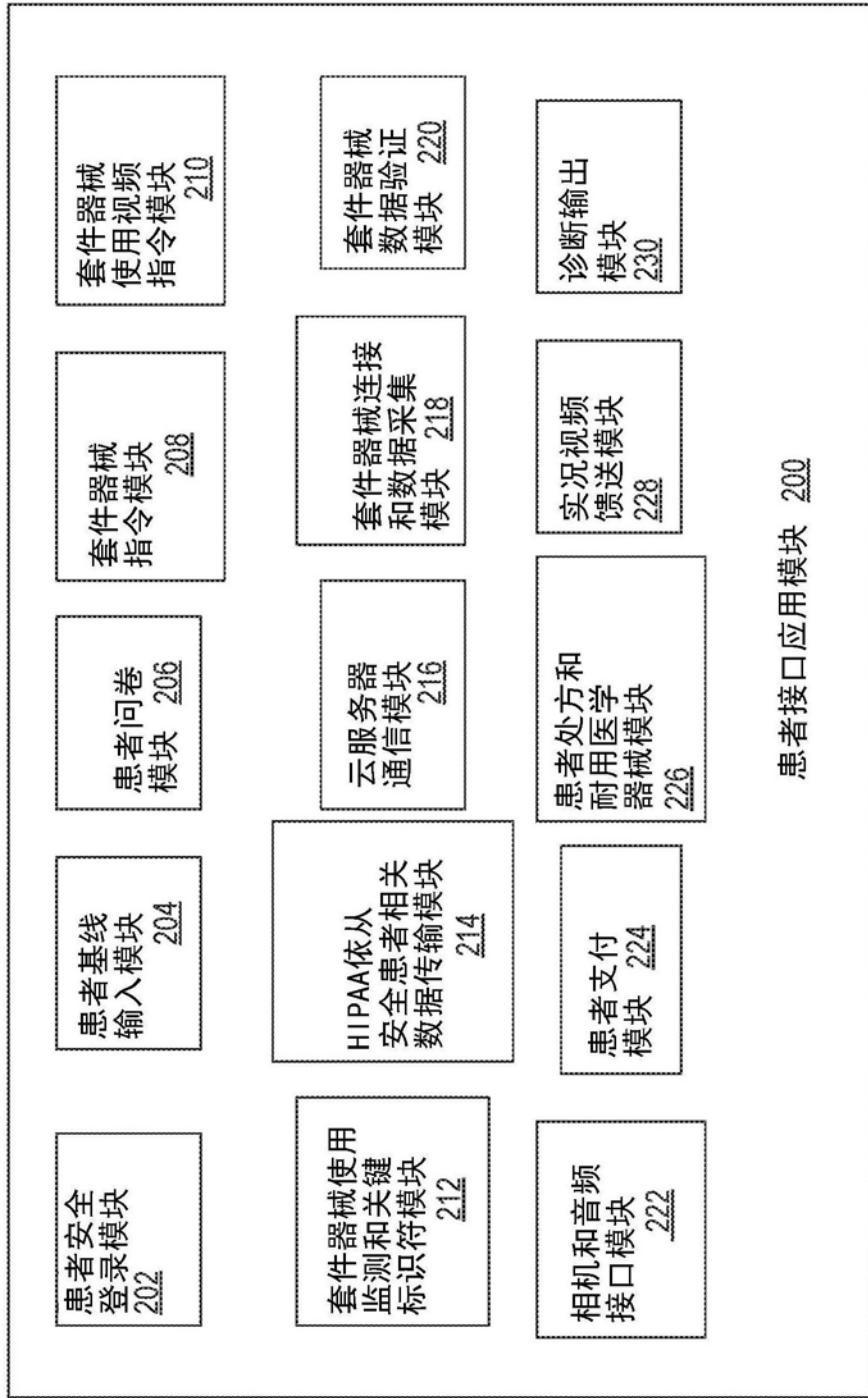 患者安全
登录模块
202
患者基线
输入模块
204
患者问卷
模块 206
套件器械
指令模块
208
套件器械
使用视频
指令模块
210
套件器械使用
监测和关键
标识符模块
212
HIPAA依从
安全患者相关
数据传输模块
214
云服务器
通信模块
216
套件器械连接
和数据采集
模块 218
套件器械
数据验证
模块 220
相机和音频
接口模块
222
患者支付
模块 224
患者处方和
耐用医学
器械模块
226
实况视频
馈送模块
228
诊断输出
模块
230
患者接口应用模块 200